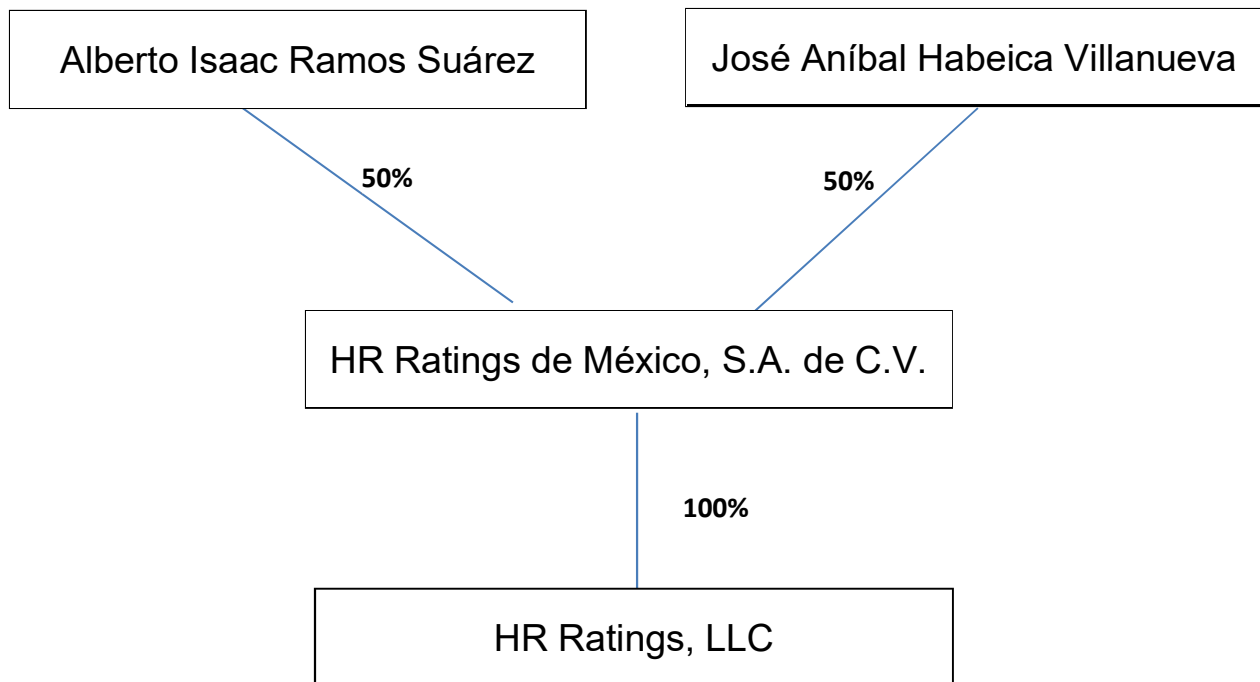 Alberto Isaac Ramos Suárez
José Aníbal Habeica Villanueva
50%
50%
HR Ratings de México, S.A. de C.V.
100%
HR Ratings, LLC